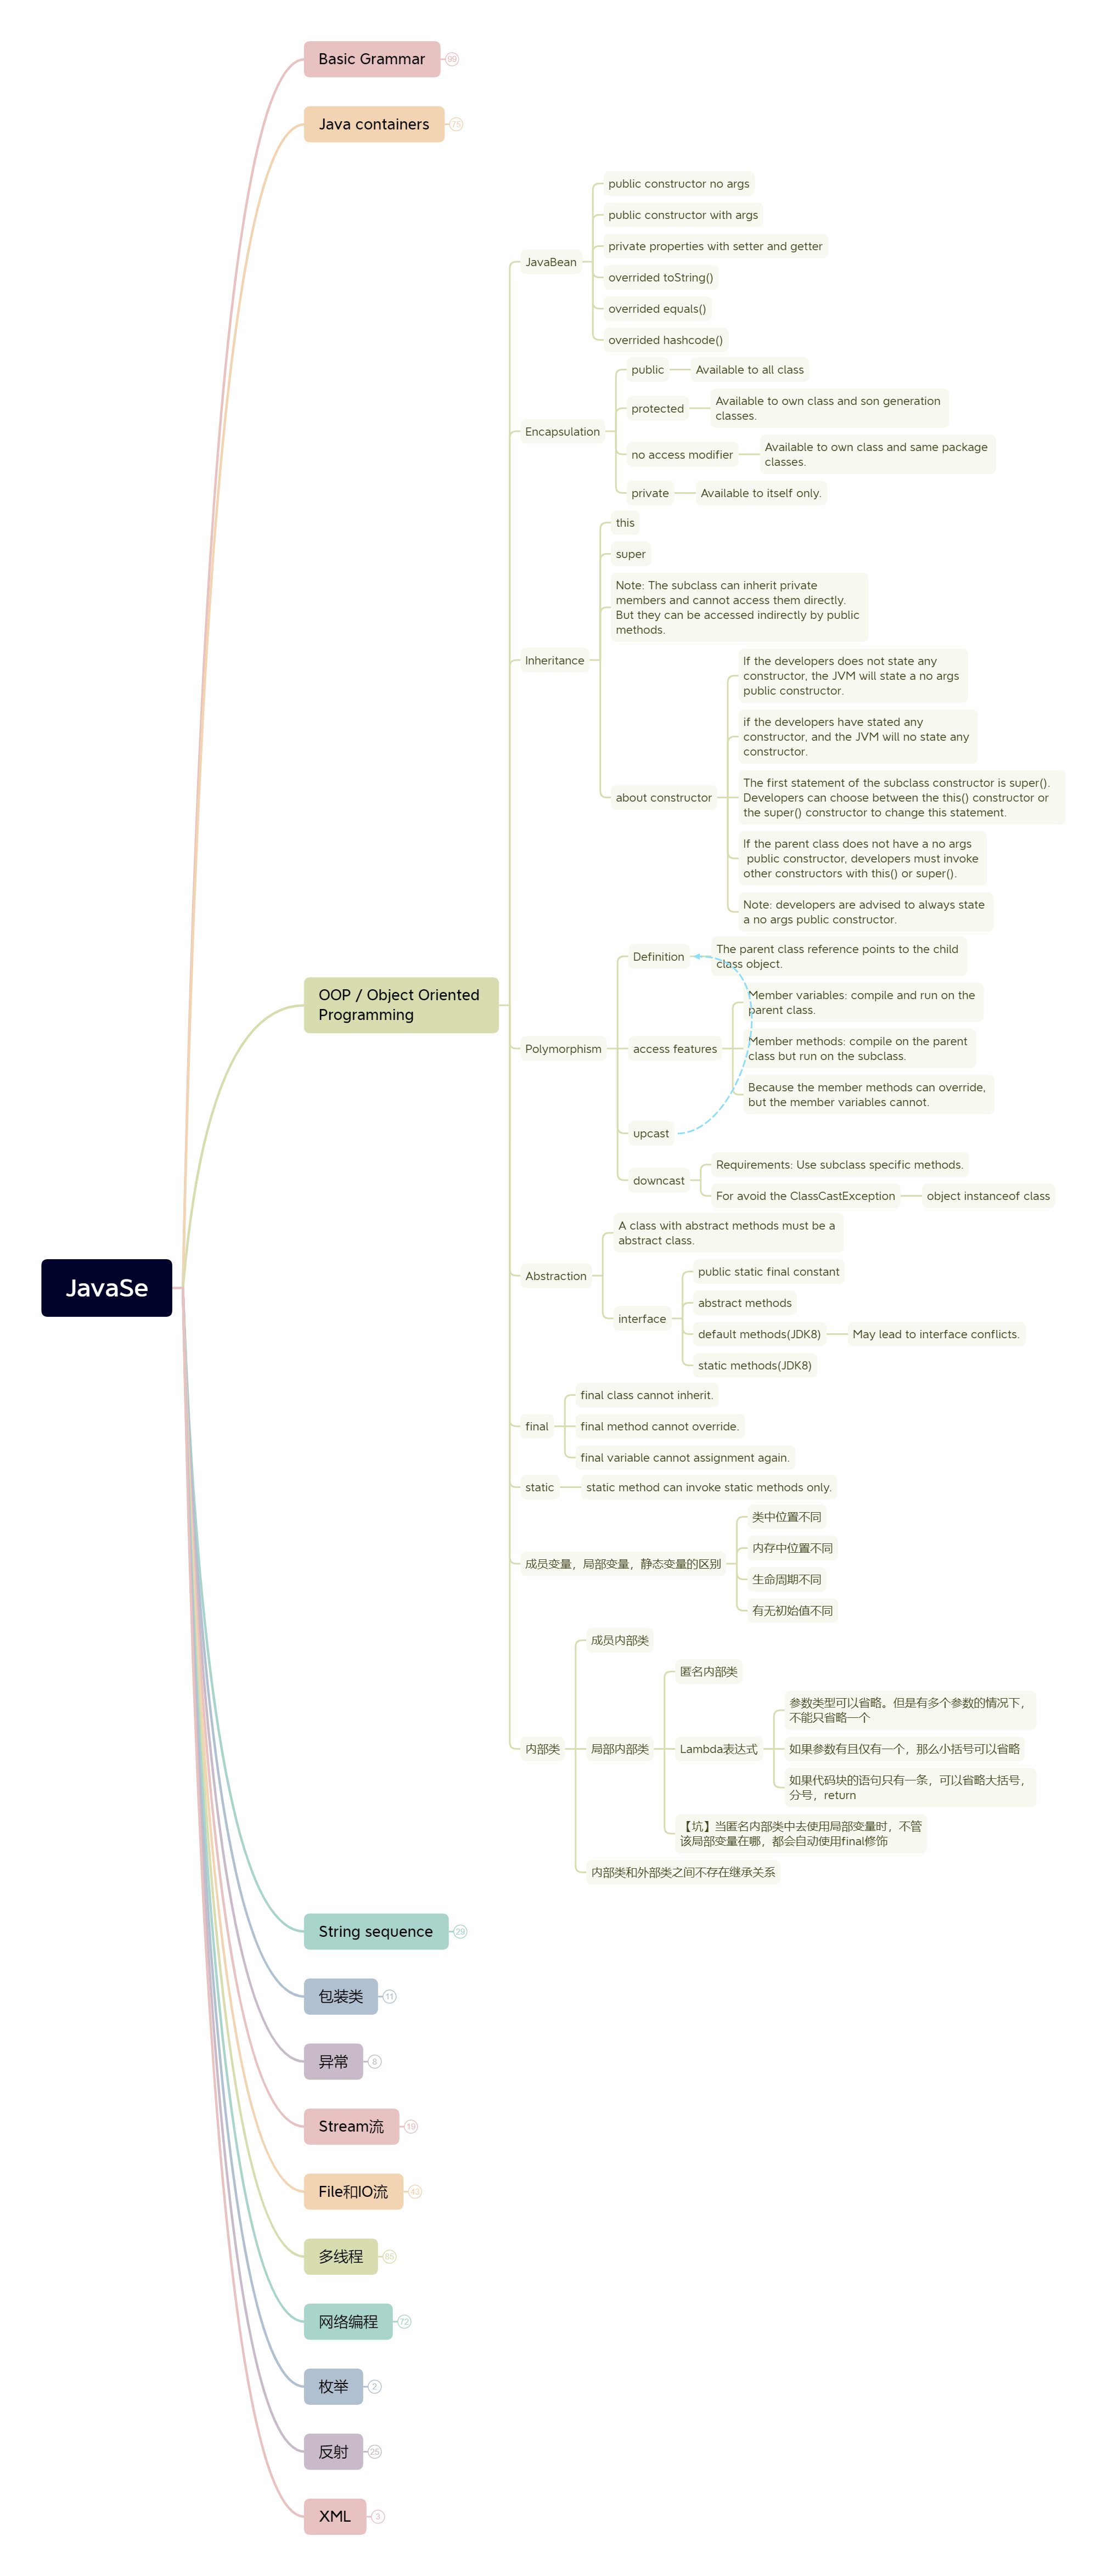 Basic Grammar
99
Java containers
75
public constructor no args
public constructor with args
private properties with setter and getter
JavaBean
overrided toString()
overrided equals()
overrided hashcode()
public
Available to all class
protected
Available to own class and son generation
classes.
Encapsulation
no access modifier
Available to own class and same package
classes.
private
Available to itself only.
this
super
Note: The subclass can inherit private
members and cannot access them directly.
But they can be accessed indirectly by public
methods.
Inheritance
If the developers does not state any
constructor, the JVM will state a no args
public constructor.
if the developers have stated any
constructor, and the JVM will no state any
constructor.
about constructor
The first statement of the subclass constructor is super().
Developers can choose between the this() constructor or
the super() constructor to change this statement.
If the parent class does not have a no args
public constructor, developers must invoke
other constructors with this() or super().
Note: developers are advised to always state
a no args public constructor.
Definition
The parent class reference points to the child
class object.
OOP / Object Oriented
Programming
Polymorphism
access features
Member variables: compile and run on the
parent class.
Member methods: compile on the parent
class but run on the subclass.
Because the member methods can override,
but the member variables cannot.
upcast
downcast
Requirements: Use subclass specific methods.
For avoid the ClassCastException
object instanceof class
A class with abstract methods must be a
abstract class.
Abstraction
interface
public static final constant
abstract methods
default methods(JDK8)
May lead to interface conflicts.
static methods(JDK8)
JavaSe
final
final class cannot inherit.
final method cannot override.
final variable cannot assignment again.
static
static method can invoke static methods only.
成员变量，局部变量，静态变量的区别
类中位置不同
内存中位置不同
生命周期不同
有无初始值不同
内部类
成员内部类
局部内部类
匿名内部类
Lambda表达式
参数类型可以省略。但是有多个参数的情况下，
不能只省略一个
如果参数有且仅有一个，那么小括号可以省略
如果代码块的语句只有一条，可以省略大括号，
分号，return
【坑】当匿名内部类中去使用局部变量时，不管
该局部变量在哪，都会自动使用final修饰
内部类和外部类之间不存在继承关系
String sequence
29
包装类
11
异常
8
Stream流
19
File和IO流
43
多线程
85
网络编程
72
枚举
2
反射
25
XML
3